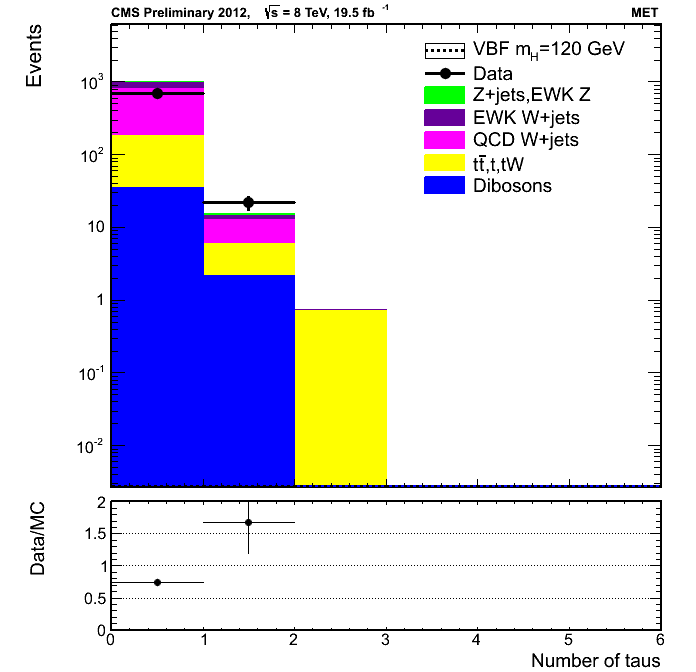 CMS Preliminary 2012, √s = 8 TeV, 19.5 fb⁻¹ MET
Events
VBF m_H=120 GeV
Data
Z+jets,EWK Z
EWK W+jets
QCD W+jets
tt̄,t,tW
Dibosons
10³
10²
10
1
10⁻¹
10⁻²
Data/MC
2
1.5
1
0.5
0
0 1 2 3 4 5 6
Number of taus